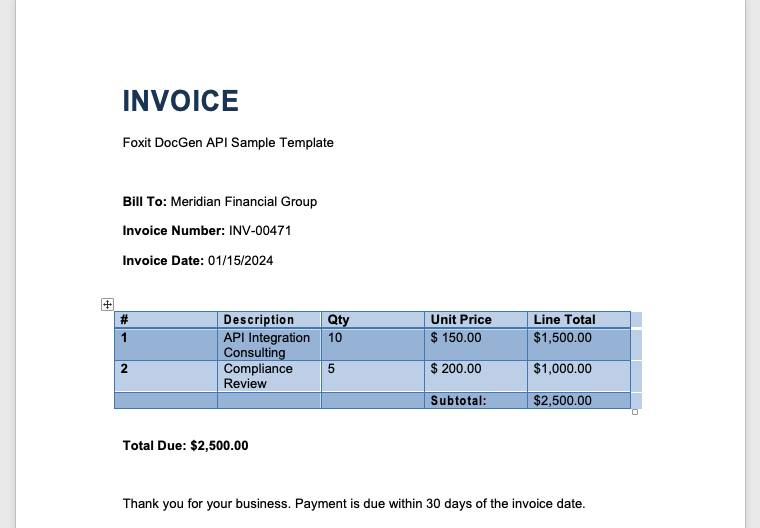 INVOICE
Foxit DocGen API Sample Template
Bill To: Meridian Financial Group
Invoice Number: INV-00471
Invoice Date: 01/15/2024
# Description Qty Unit Price Line Total
1 API Integration Consulting 10 $ 150.00 $1,500.00
2 Compliance Review 5 $ 200.00 $1,000.00
Subtotal: $2,500.00
Total Due: $2,500.00
Thank you for your business. Payment is due within 30 days of the invoice date.